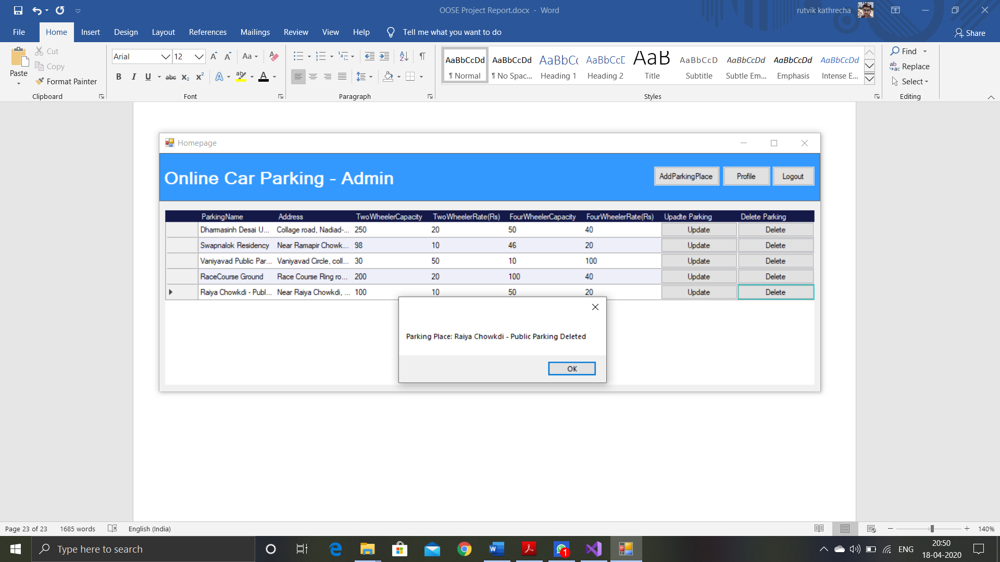 OOSE Project Report.docx - Word
rutvik kathrecha
File Home Insert Design Layout References Mailings Review View Help Tell me what you want to do Share
Cut
Copy
Format Painter
Paste
Clipboard
Arial 12
Font
Paragraph
AaBbCcDd AaBbCcDd AaBbCc AaBbCcD AaB AaBbCcD AaBbCcDd AaBbCcDd AaBbCcDd
¶ Normal ¶ No Spac... Heading 1 Heading 2 Title Subtitle Subtle Em... Emphasis Intense E...
Styles
Find
Replace
Select
Editing
Homepage
Online Car Parking - Admin
AddParkingPlace Profile Logout
ParkingName Address TwoWheelerCapacity TwoWheelerRate(Rs) FourWheelerCapacity FourWheelerRate(Rs) Upadte Parking Delete Parking
Dharmasinh Desai U... Collage road, Nadiad-... 250 20 50 40 Update Delete
Swapnalok Residency Near Ramapir Chowk... 98 10 46 20 Update Delete
Vaniyavad Public Par... Vaniyavad Circle, coll... 30 50 10 100 Update Delete
RaceCourse Ground Race Course Ring ro... 200 20 100 40 Update Delete
Raiya Chowkdi - Publ... Near Raiya Chowkdi, ... 100 10 50 20 Update Delete
Parking Place: Raiya Chowkdi - Public Parking Deleted
OK
Page 23 of 23 1685 words English (India) 140%
Type here to search
1
ENG
20:50
18-04-2020